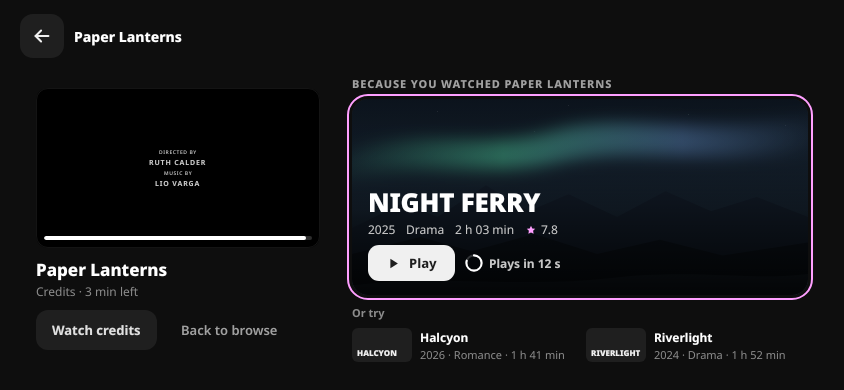 Paper Lanterns
DIRECTED BY
RUTH CALDER
MUSIC BY
LIO VARGA
Paper Lanterns
Credits · 3 min left
Watch credits
Back to browse
BECAUSE YOU WATCHED PAPER LANTERNS
NIGHT FERRY
2025 Drama 2 h 03 min ★ 7.8
Play
Plays in 12 s
Or try
HALCYON
Halcyon
2026 · Romance · 1 h 41 min
RIVERLIGHT
Riverlight
2024 · Drama · 1 h 52 min